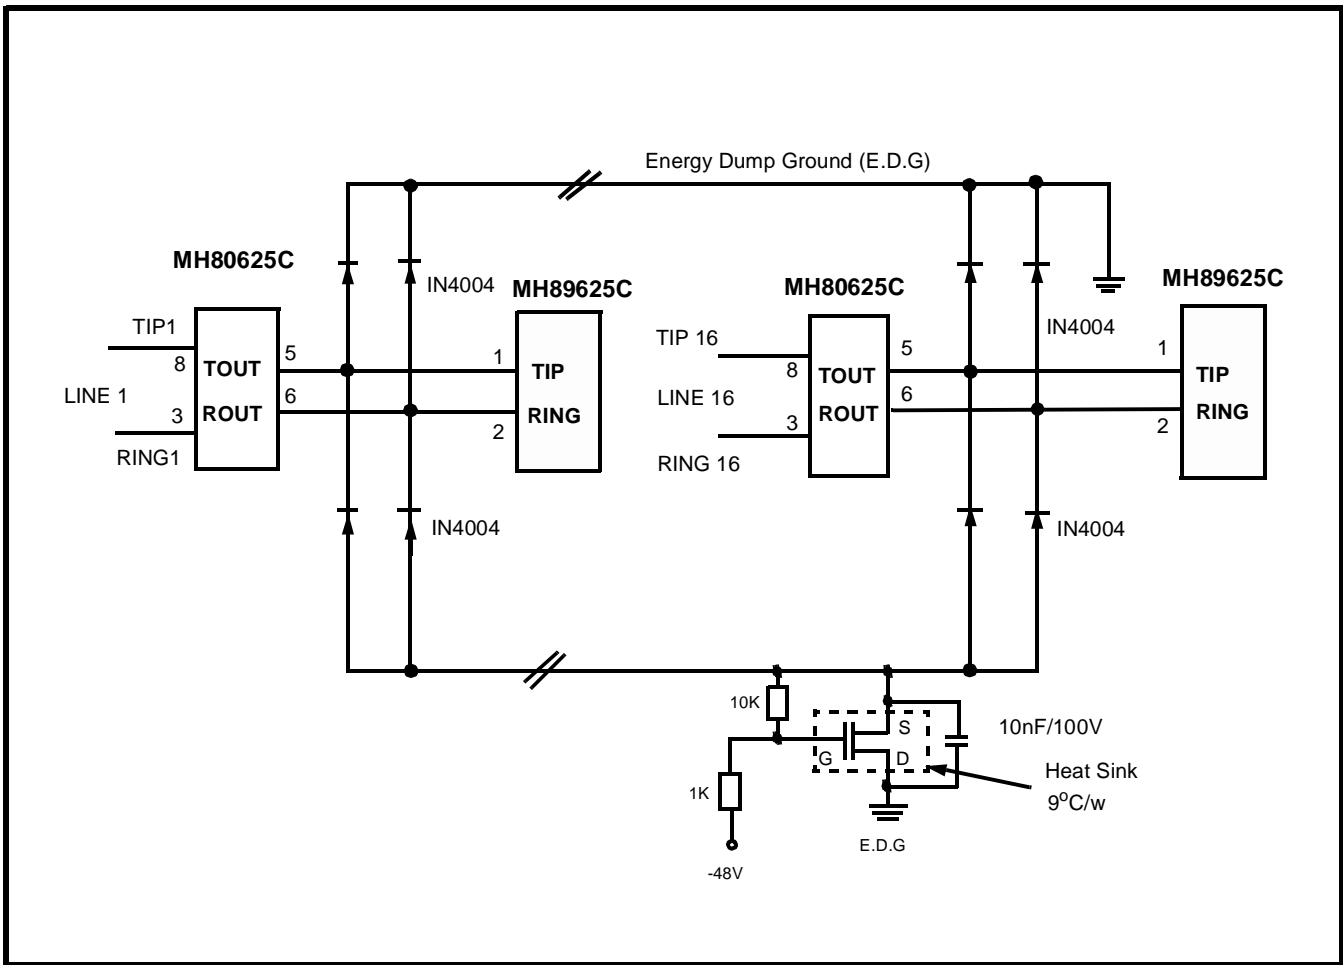 Energy Dump Ground (E.D.G)
MH80625C
IN4004
MH89625C
MH80625C
MH89625C
IN4004
TIP1
8
TOUT
ROUT
5
6
LINE 1
3
RING1
1
TIP
RING
2
TIP 16
8
TOUT
ROUT
5
6
LINE 16
3
RING 16
1
TIP
RING
2
IN4004
IN4004
10K
S
G
D
10nF/100V
Heat Sink
9°C/w
1K
E.D.G
-48V